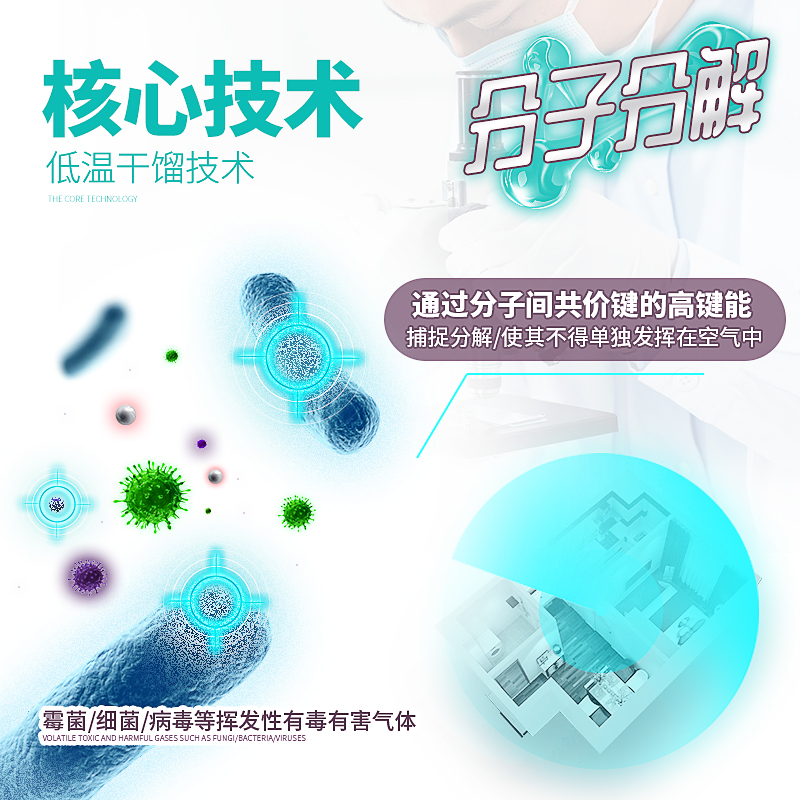 核心技术
低温干馏技术
THE CORE TECHNOLOGY
分子分解
通过分子间共价键的高键能
捕捉分解/使其不得单独发挥在空气中
霉菌/细菌/病毒等挥发性有毒有害气体
VOLATILE TOXIC AND HARMFUL GASES SUCH AS FUNGI/BACTERIA/VIRUSES